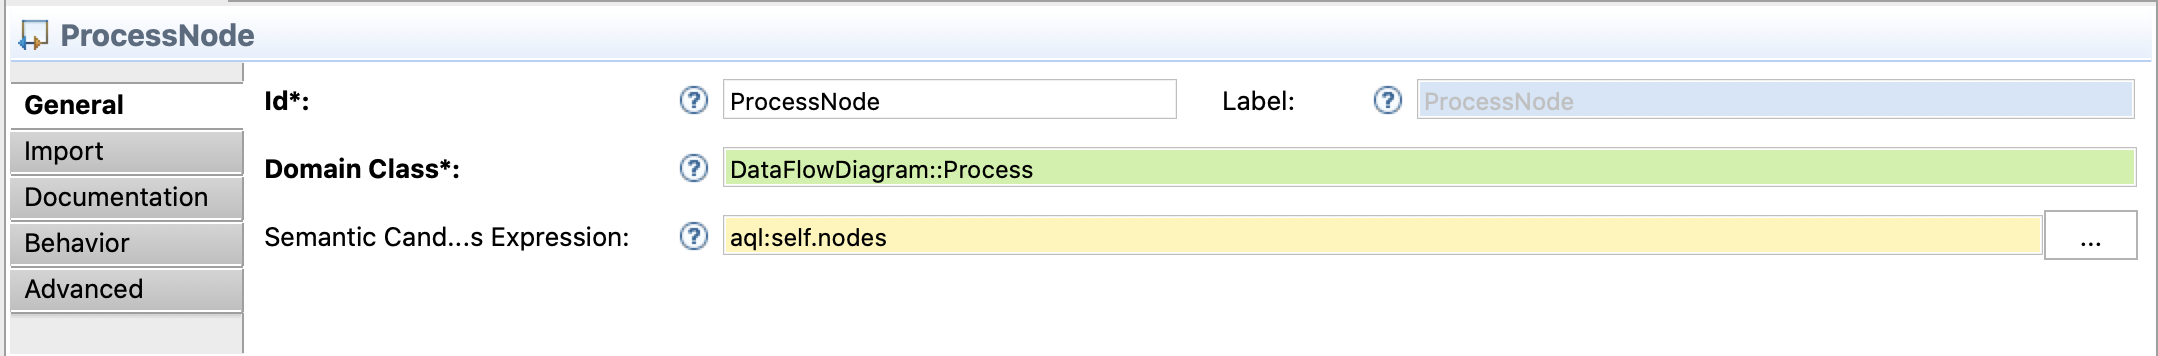 ProcessNode
General
Import
Documentation
Behavior
Advanced
Id*: ? ProcessNode Label: ? ProcessNode
Domain Class*: ? DataFlowDiagram::Process
Semantic Cand...s Expression: ? aql:self.nodes ...